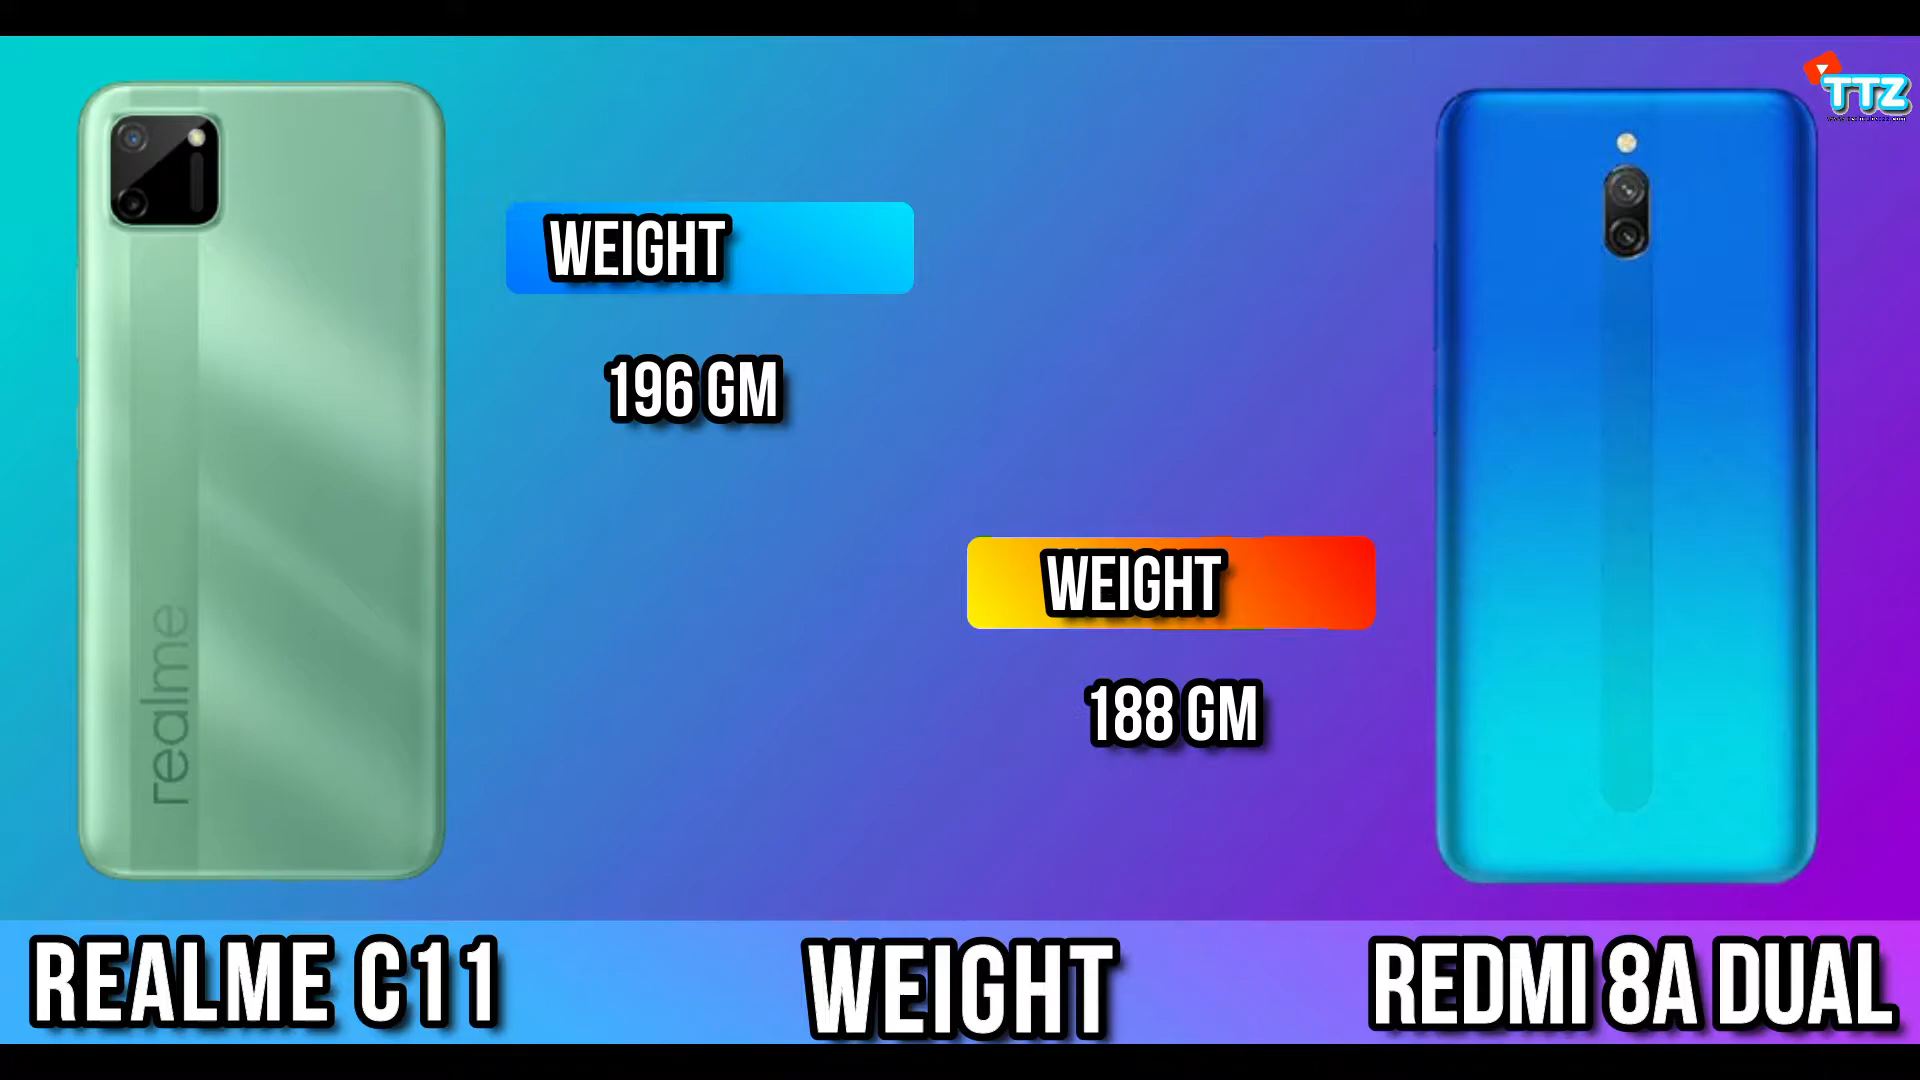 TTZ
WEIGHT
196 GM
WEIGHT
188 GM
realme
REALME C11
WEIGHT
REDMI 8A DUAL